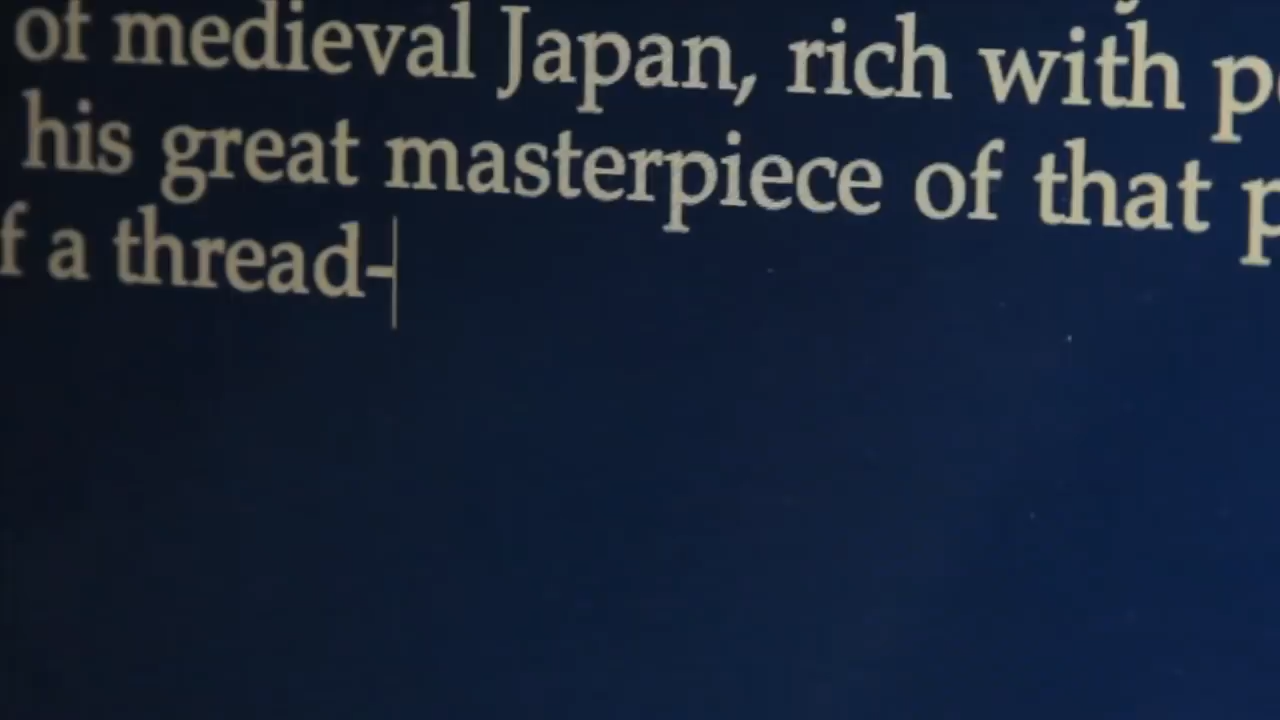 of medieval Japan, rich with
his great masterpiece of that
f a thread-